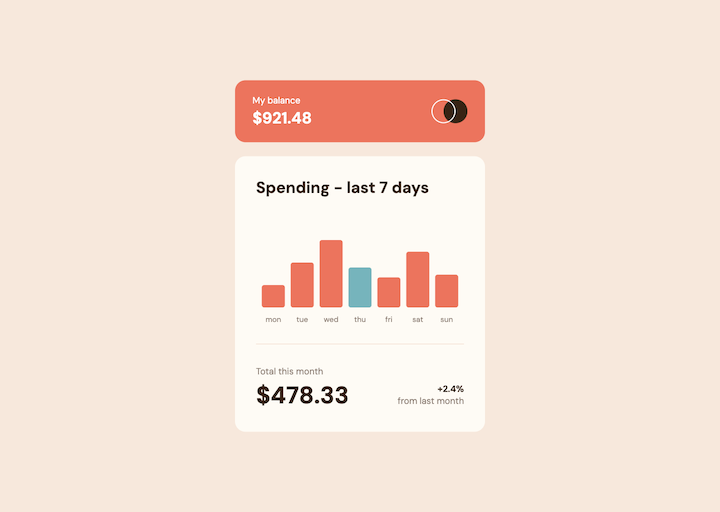 My balance
$921.48
Spending - last 7 days
mon tue wed thu fri sat sun
Total this month
$478.33
+2.4%
from last month